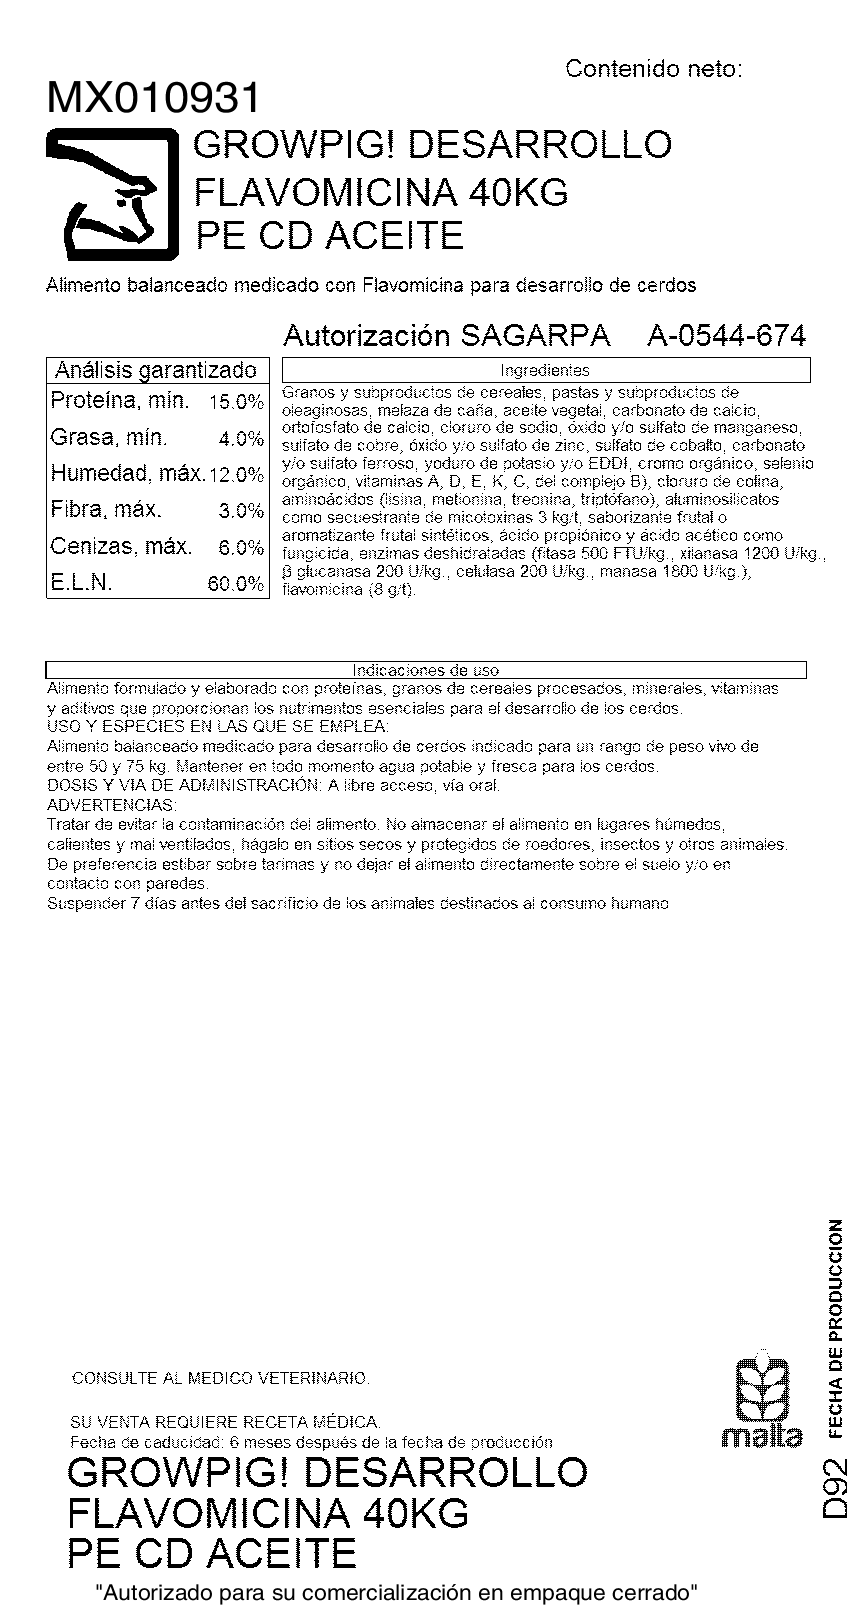 Contenido neto:
MX010931
GROWPIG! DESARROLLO
FLAVOMICINA 40KG
PE CD ACEITE
Alimento balanceado medicado con Flavomicina para desarrollo de cerdos
Autorización SAGARPA A-0544-674
Análisis garantizado
Proteína, mín. 15.0%
Grasa, mín. 4.0%
Humedad, máx. 12.0%
Fibra, máx. 3.0%
Cenizas, máx. 6.0%
E.L.N. 60.0%
Ingredientes
Granos y subproductos de cereales, pastas y subproductos de
oleaginosas, melaza de caña, aceite vegetal, carbonato de calcio,
ortofosfato de calcio, cloruro de sodio, óxido y/o sulfato de manganeso,
sulfato de cobre, óxido y/o sulfato de zinc, sulfato de cobalto, carbonato
y/o sulfato ferroso, yoduro de potasio y/o EDDI, cromo orgánico, selenio
orgánico, vitaminas A, D, E, K, C, del complejo B), cloruro de colina,
aminoácidos (lisina, metionina, treonina, triptófano), aluminosilicatos
como secuestrante de micotoxinas 3 kg/t, saborizante frutal o
aromatizante frutal sintéticos, ácido propiónico y ácido acético como
fungicida, enzimas deshidratadas (fitasa 500 FTU/kg., xilanasa 1200 U/kg.,
β glucanasa 200 U/kg., celulasa 200 U/kg., manasa 1800 U/kg.),
flavomicina (8 g/t).
Indicaciones de uso
Alimento formulado y elaborado con proteínas, granos de cereales procesados, minerales, vitaminas
y aditivos que proporcionan los nutrimentos esenciales para el desarrollo de los cerdos.
USO Y ESPECIES EN LAS QUE SE EMPLEA:
Alimento balanceado medicado para desarrollo de cerdos indicado para un rango de peso vivo de
entre 50 y 75 kg. Mantener en todo momento agua potable y fresca para los cerdos.
DOSIS Y VIA DE ADMINISTRACIÓN: A libre acceso, vía oral.
ADVERTENCIAS:
Tratar de evitar la contaminación del alimento. No almacenar el alimento en lugares húmedos,
calientes y mal ventilados, hágalo en sitios secos y protegidos de roedores, insectos y otros animales.
De preferencia estibar sobre tarimas y no dejar el alimento directamente sobre el suelo y/o en
contacto con paredes.
Suspender 7 días antes del sacrificio de los animales destinados al consumo humano
CONSULTE AL MEDICO VETERINARIO.
SU VENTA REQUIERE RECETA MÉDICA.
Fecha de caducidad: 6 meses después de la fecha de producción
malta
FECHA DE PRODUCCION
D92
GROWPIG! DESARROLLO
FLAVOMICINA 40KG
PE CD ACEITE
"Autorizado para su comercialización en empaque cerrado"